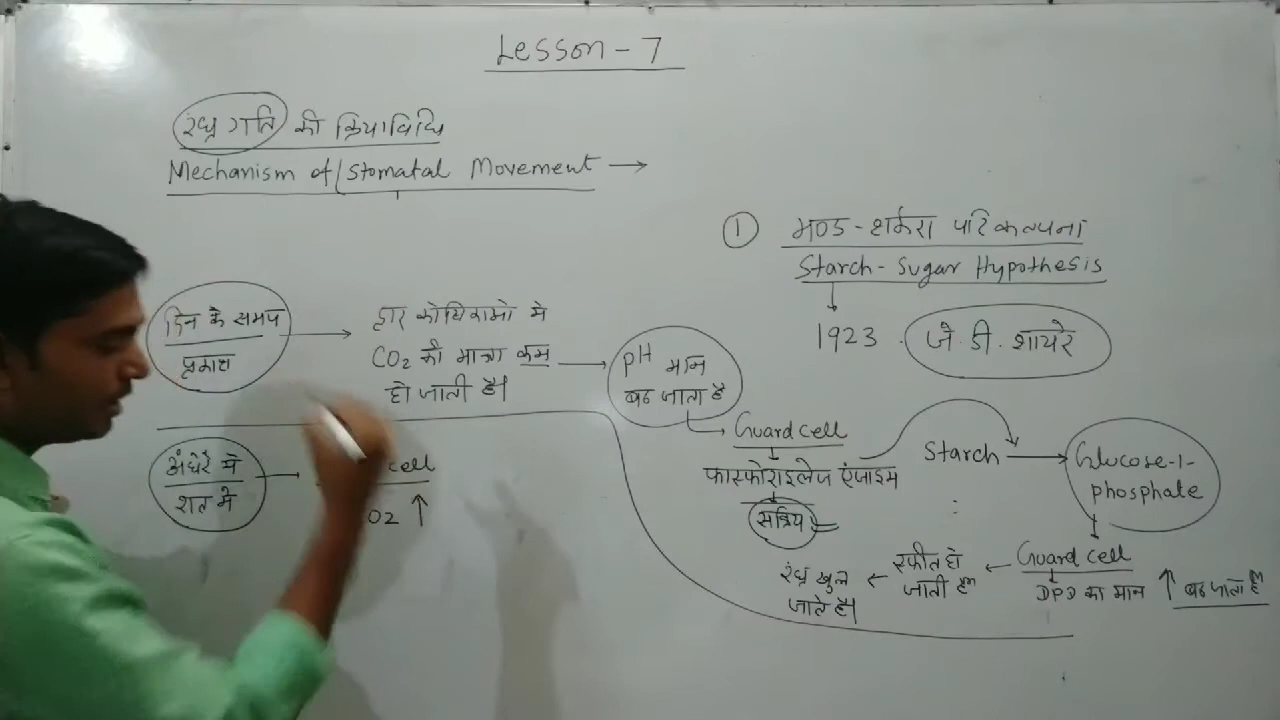 Lesson - 7
रंध्र गति की क्रियाविधि
Mechanism of Stomatal Movement →
① मण्ड - शर्करा परिकल्पना
Starch - Sugar Hypothesis
↓
1923 जे. डी. शायरे
दिन के समय
प्रकाश
→
द्वार कोशिकाओं मे
CO2 की मात्रा कम
हो जाती है।
→
pH मान
बढ़ जाता है
Guard cell
↓
फास्फोराइलेज एंजाइम
सक्रिय
Starch → Glucose-1-
phosphate
↓
Guard cell
DPD का मान ↑ बढ़ जाता है
←
स्फीत हो
जाती है
←
रंध्र खुल
जाते है।
अंधेरे मे
रात मे
→
cell
O2 ↑